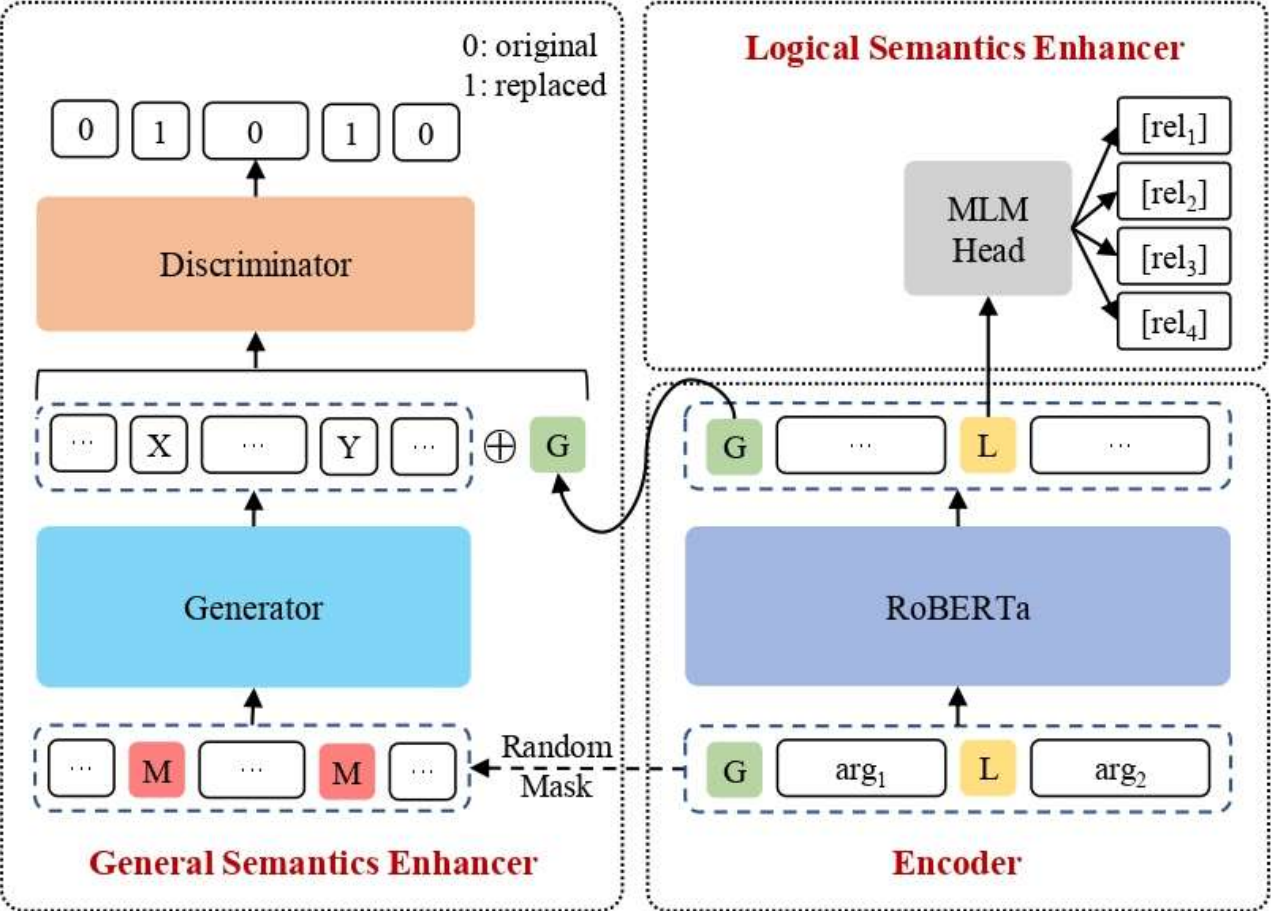 0: original
1: replaced
0 1 0 1 0
Discriminator
... X ... Y ... ⊕ G
Generator
... M ... M ...
Random
Mask
General Semantics Enhancer
Logical Semantics Enhancer
MLM
Head
[rel₁]
[rel₂]
[rel₃]
[rel₄]
G ... L ...
RoBERTa
G arg₁ L arg₂
Encoder